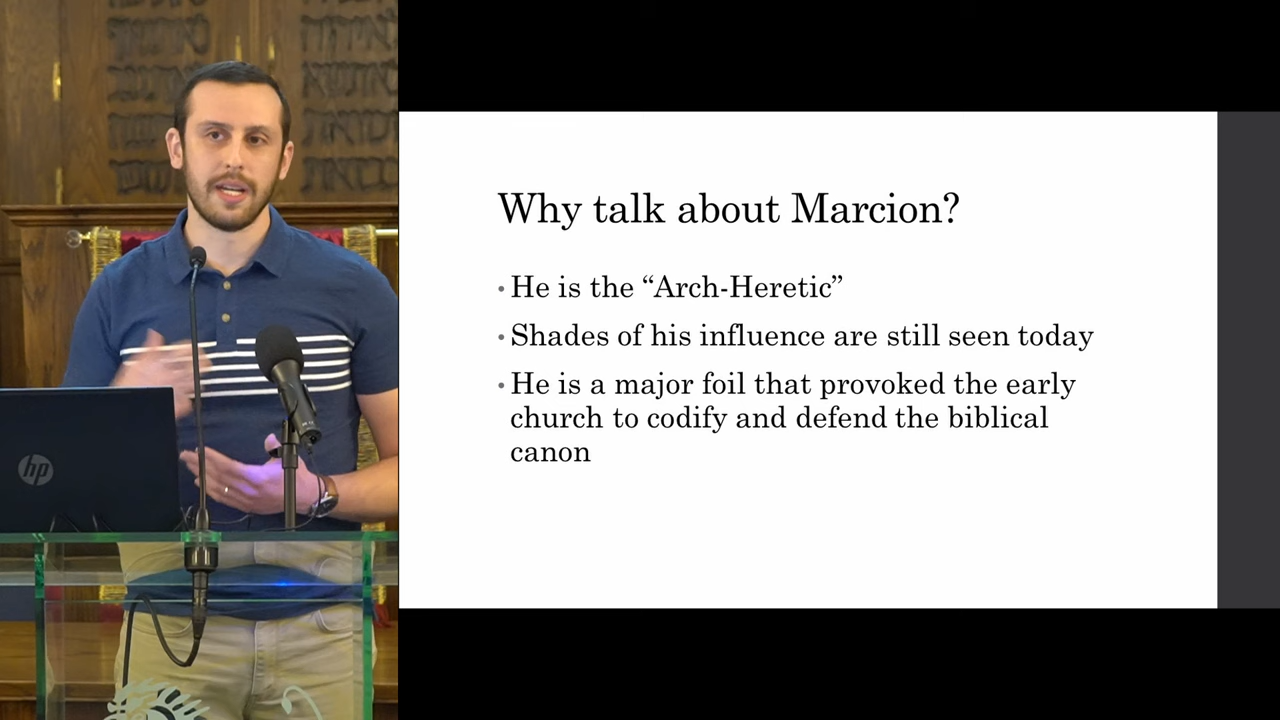 hp
Why talk about Marcion?
• He is the “Arch-Heretic”
• Shades of his influence are still seen today
• He is a major foil that provoked the early
church to codify and defend the biblical
canon